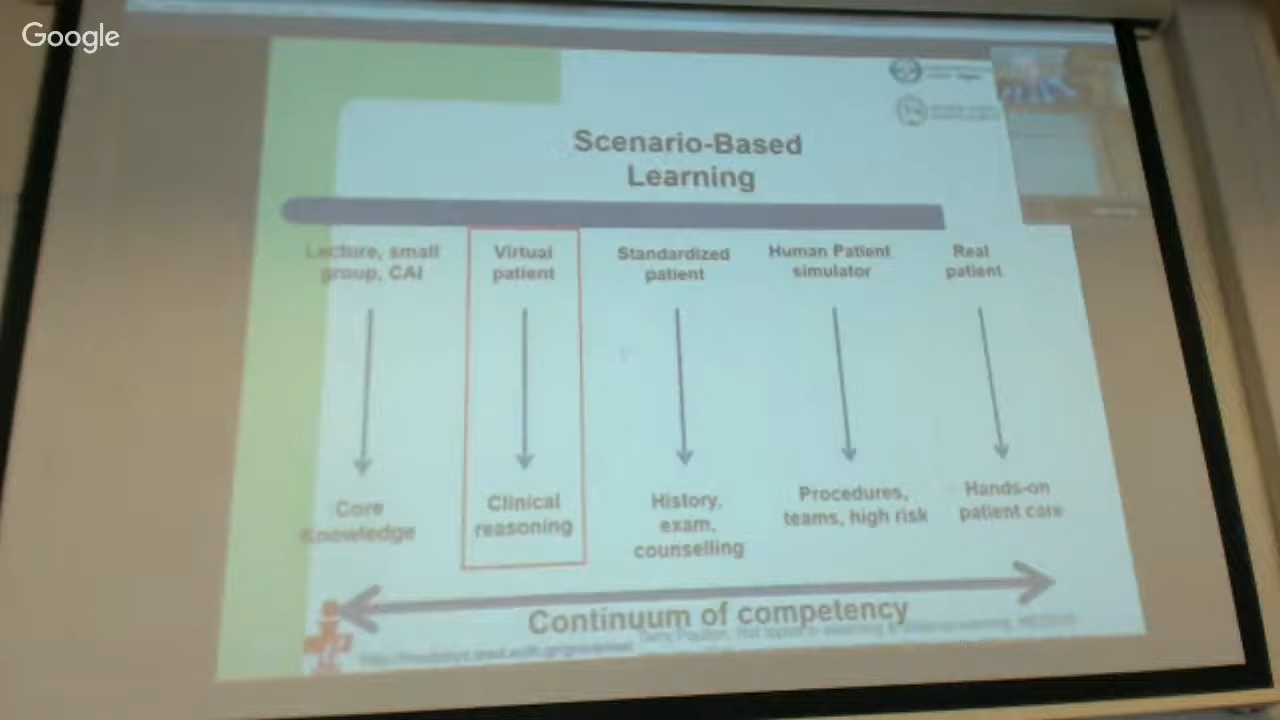 Google
Scenario-Based
Learning
Lecture, small
group, CAI
Virtual
patient
Standardized
patient
Human Patient
simulator
Real
patient
Core
Knowledge
Clinical
reasoning
History,
exam,
counselling
Procedures,
teams, high risk
Hands-on
patient care
Continuum of competency